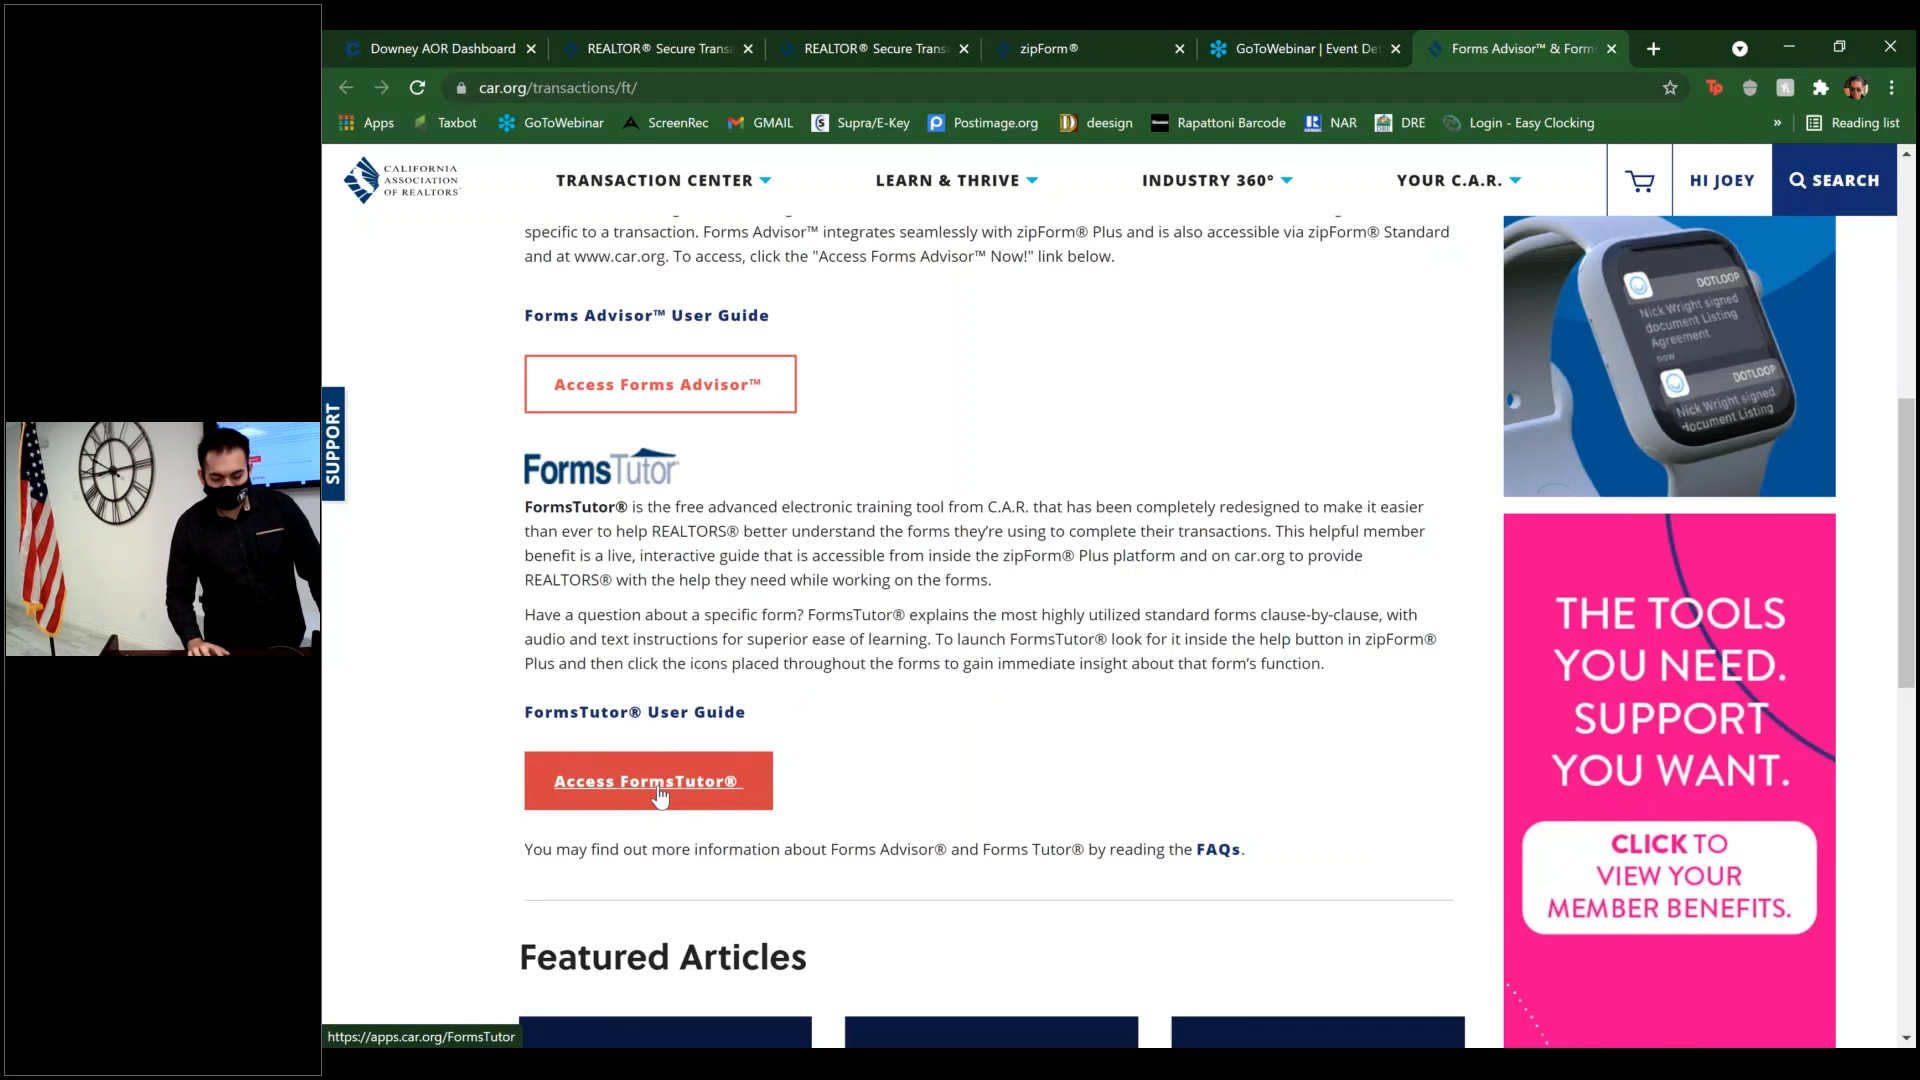 Downey AOR Dashboard
REALTOR® Secure Trans
REALTOR® Secure Trans
zipForm®
GoToWebinar | Event De
Forms Advisor™ & Form
car.org/transactions/ft/
Apps
Taxbot
GoToWebinar
ScreenRec
GMAIL
Supra/E-Key
Postimage.org
deesign
Rapattoni Barcode
NAR
DRE
Login - Easy Clocking
»
Reading list
CALIFORNIA
ASSOCIATION
OF REALTORS®
TRANSACTION CENTER
LEARN & THRIVE
INDUSTRY 360°
YOUR C.A.R.
HI JOEY
SEARCH
specific to a transaction. Forms Advisor™ integrates seamlessly with zipForm® Plus and is also accessible via zipForm® Standard
and at www.car.org. To access, click the "Access Forms Advisor™ Now!" link below.
Forms Advisor™ User Guide
Access Forms Advisor™
SUPPORT
FormsTutor
FormsTutor® is the free advanced electronic training tool from C.A.R. that has been completely redesigned to make it easier
than ever to help REALTORS® better understand the forms they’re using to complete their transactions. This helpful member
benefit is a live, interactive guide that is accessible from inside the zipForm® Plus platform and on car.org to provide
REALTORS® with the help they need while working on the forms.
Have a question about a specific form? FormsTutor® explains the most highly utilized standard forms clause-by-clause, with
audio and text instructions for superior ease of learning. To launch FormsTutor® look for it inside the help button in zipForm®
Plus and then click the icons placed throughout the forms to gain immediate insight about that form’s function.
FormsTutor® User Guide
Access FormsTutor®
You may find out more information about Forms Advisor® and Forms Tutor® by reading the FAQs.
Featured Articles
https://apps.car.org/FormsTutor
DOTLOOP
Nick Wright signed
document Listing
Agreement
now
DOTLOOP
Nick Wright signed
document Listing
THE TOOLS
YOU NEED.
SUPPORT
YOU WANT.
CLICK TO
VIEW YOUR
MEMBER BENEFITS.